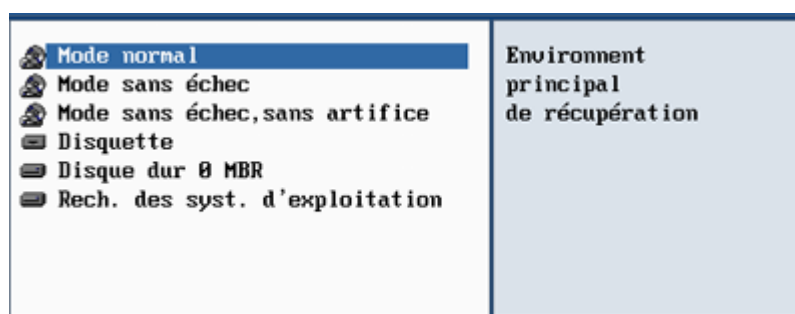 Mode normal
Mode sans échec
Mode sans échec,sans artifice
Disquette
Disque dur 0 MBR
Rech. des syst. d'exploitation
Environment
principal
de récupération